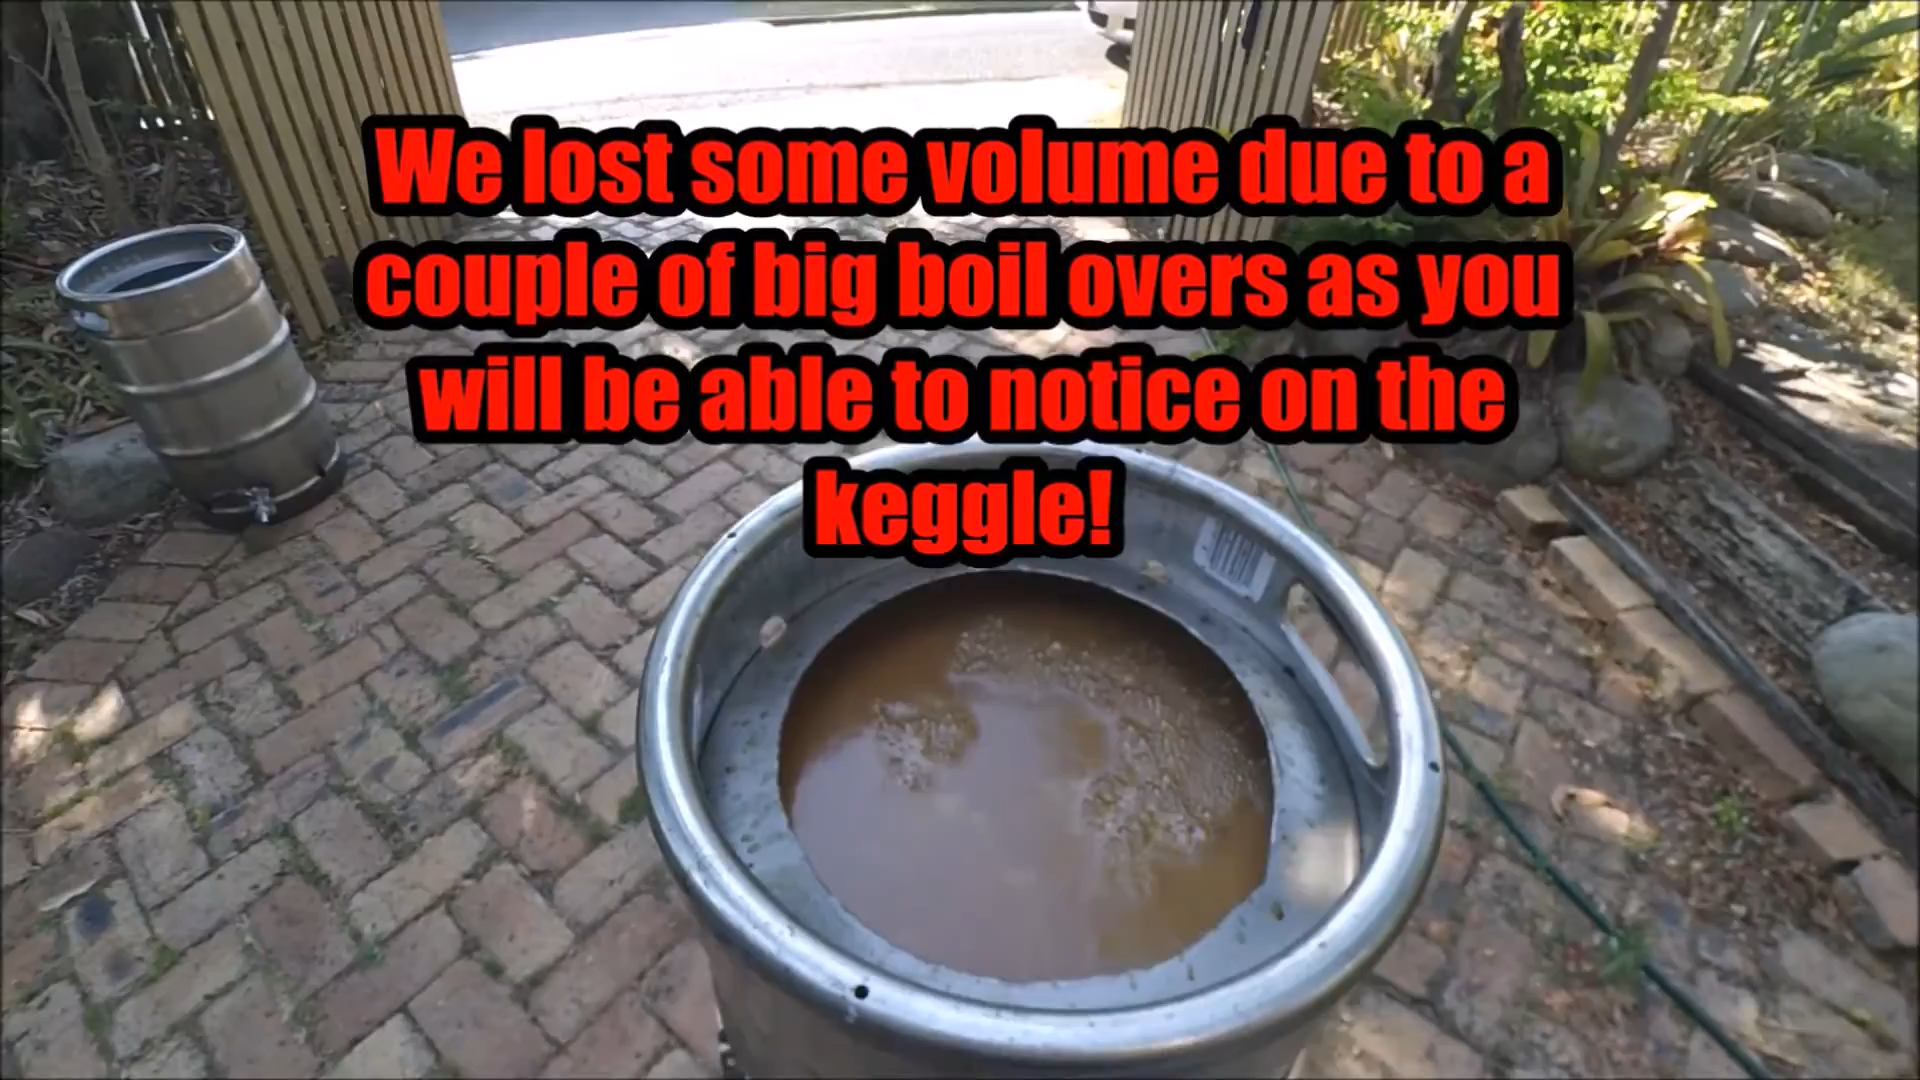 We lost some volume due to a
couple of big boil overs as you
will be able to notice on the
keggle!